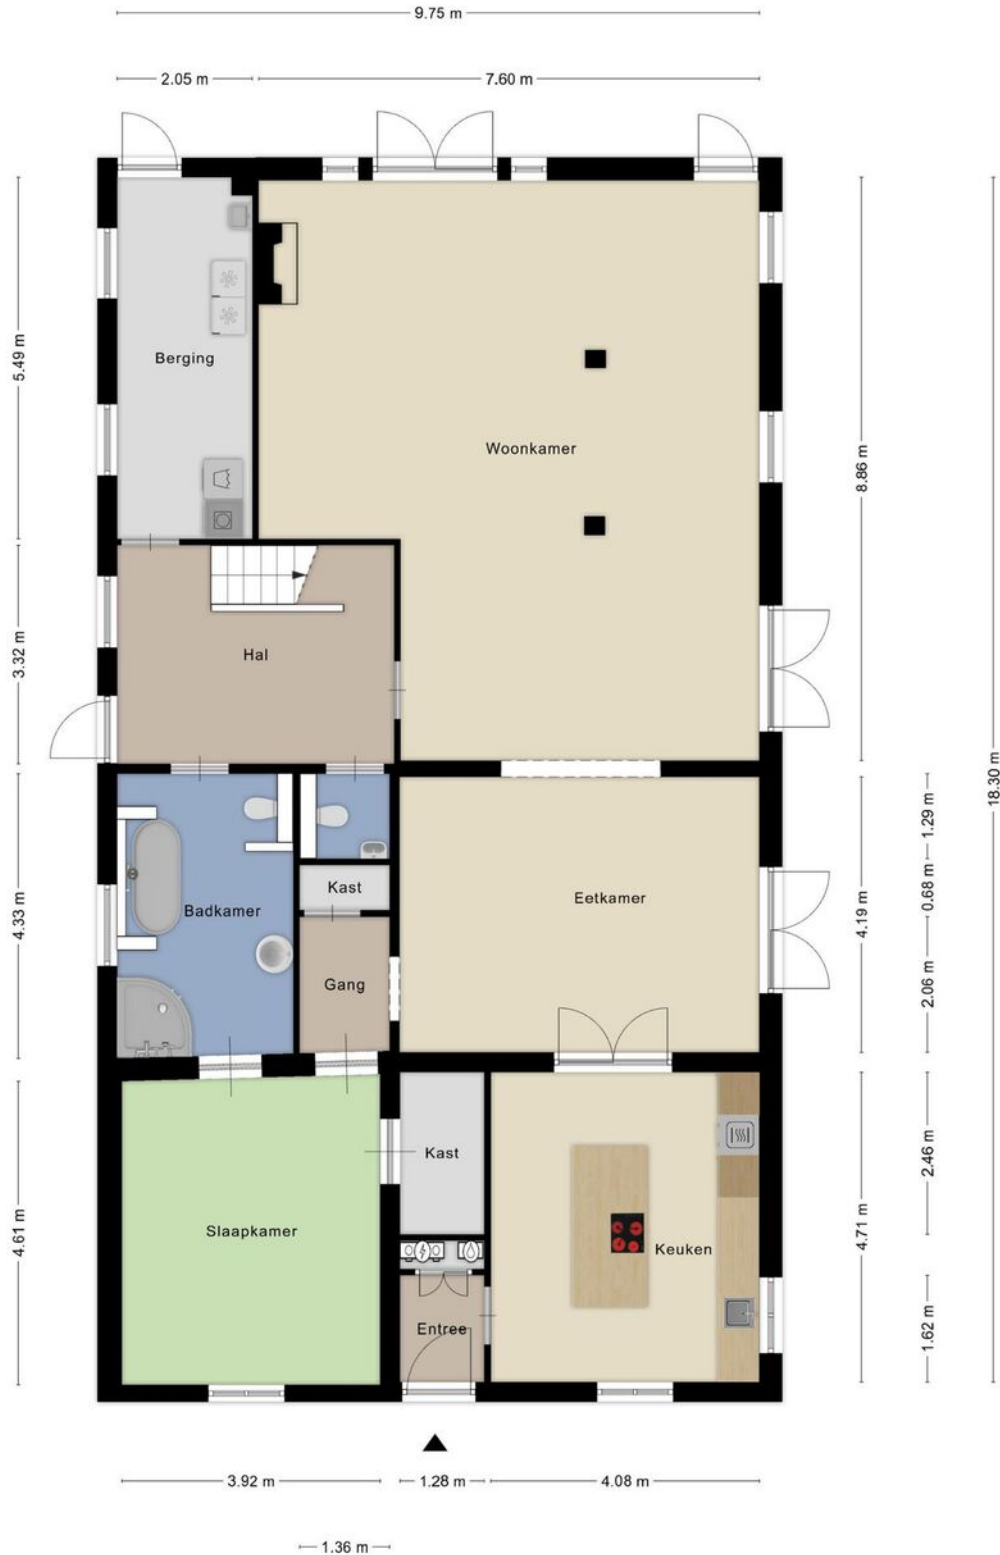 9.75 m
2.05 m
7.60 m
5.49 m
Berging
Woonkamer
8.86 m
3.32 m
Hal
18.30 m
1.29 m
Kast
Eetkamer
0.68 m
4.33 m
Badkamer
4.19 m
Gang
2.06 m
2.46 m
Kast
4.61 m
Slaapkamer
4.71 m
Keuken
Entree
1.62 m
3.92 m
1.28 m
4.08 m
1.36 m